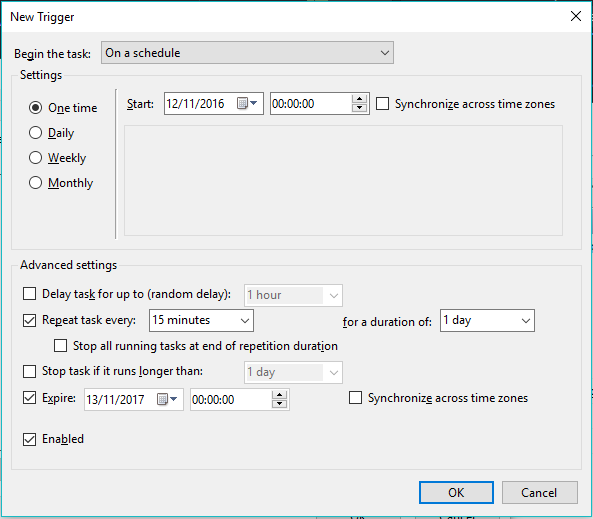 New Trigger
Begin the task: On a schedule
Settings
One time
Start: 12/11/2016 00:00:00 Synchronize across time zones
Daily
Weekly
Monthly
Advanced settings
Delay task for up to (random delay): 1 hour
Repeat task every: 15 minutes for a duration of: 1 day
Stop all running tasks at end of repetition duration
Stop task if it runs longer than: 1 day
Expire: 13/11/2017 00:00:00 Synchronize across time zones
Enabled
OK Cancel